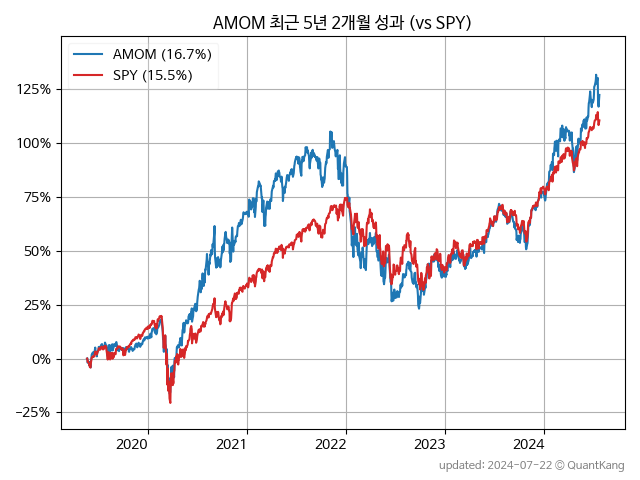 AMOM 최근 5년 2개월 성과 (vs SPY)
AMOM (16.7%)
SPY (15.5%)
125%
100%
75%
50%
25%
0%
−25%
2020 2021 2022 2023 2024
updated: 2024-07-22 © QuantKang